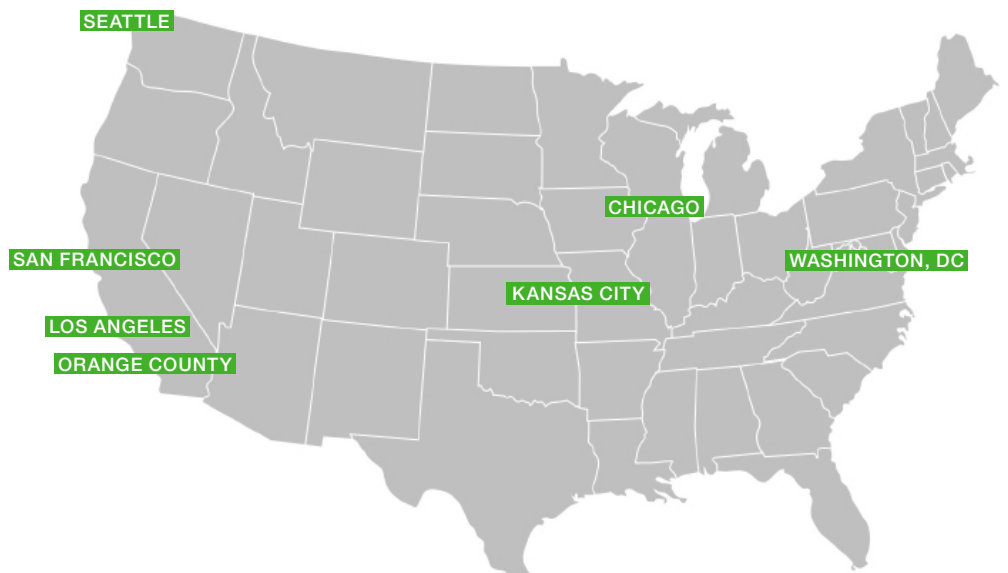 SEATTLE
CHICAGO
SAN FRANCISCO
WASHINGTON, DC
KANSAS CITY
LOS ANGELES
ORANGE COUNTY